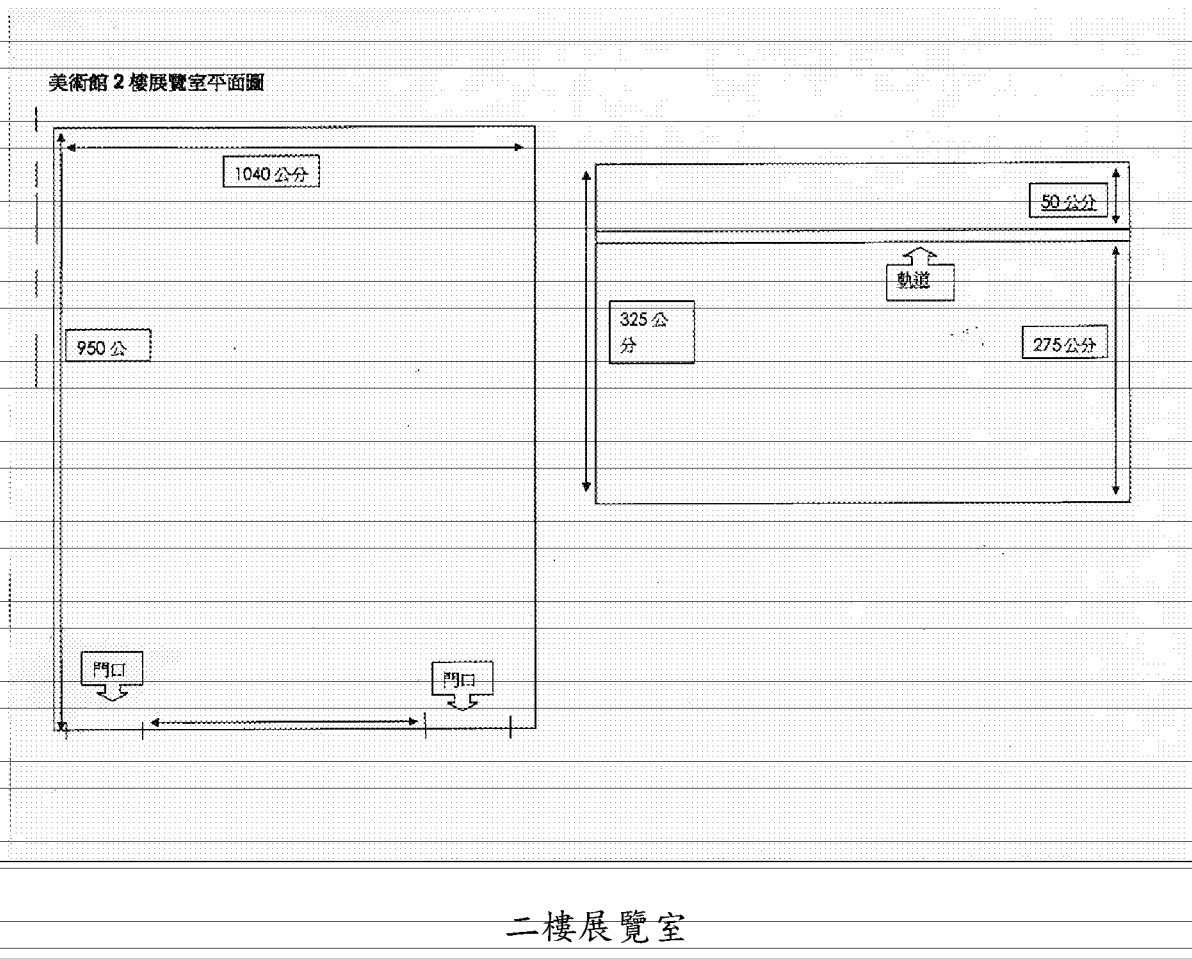 美術館 2 樓展覽室平面圖
1040 公分
50 公分
軌道
325 公
分
950 公
275 公分
門口
門口
二樓展覽室